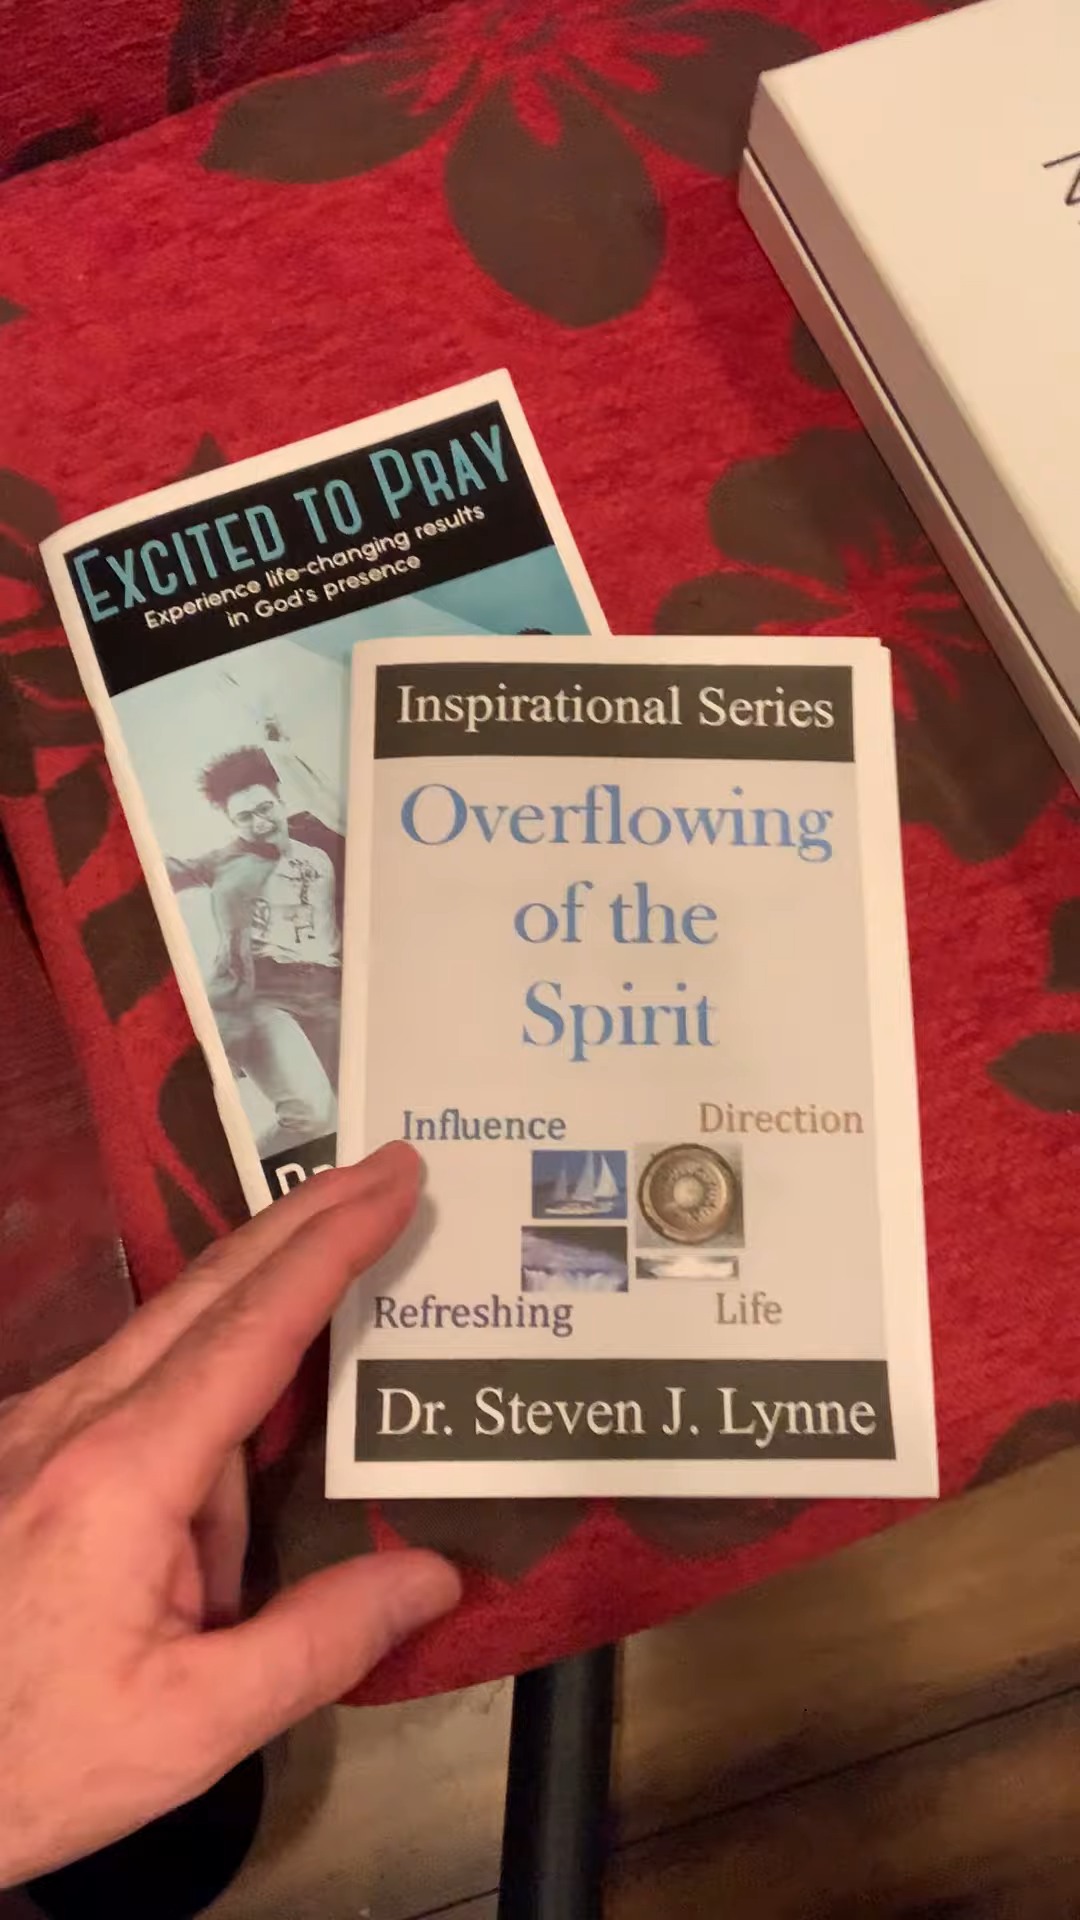 EXCITED TO PRAY
Experience life-changing results
in God's presence
Inspirational Series
Overflowing
of the
Spirit
Influence
Direction
Refreshing
Life
Dr. Steven J. Lynne